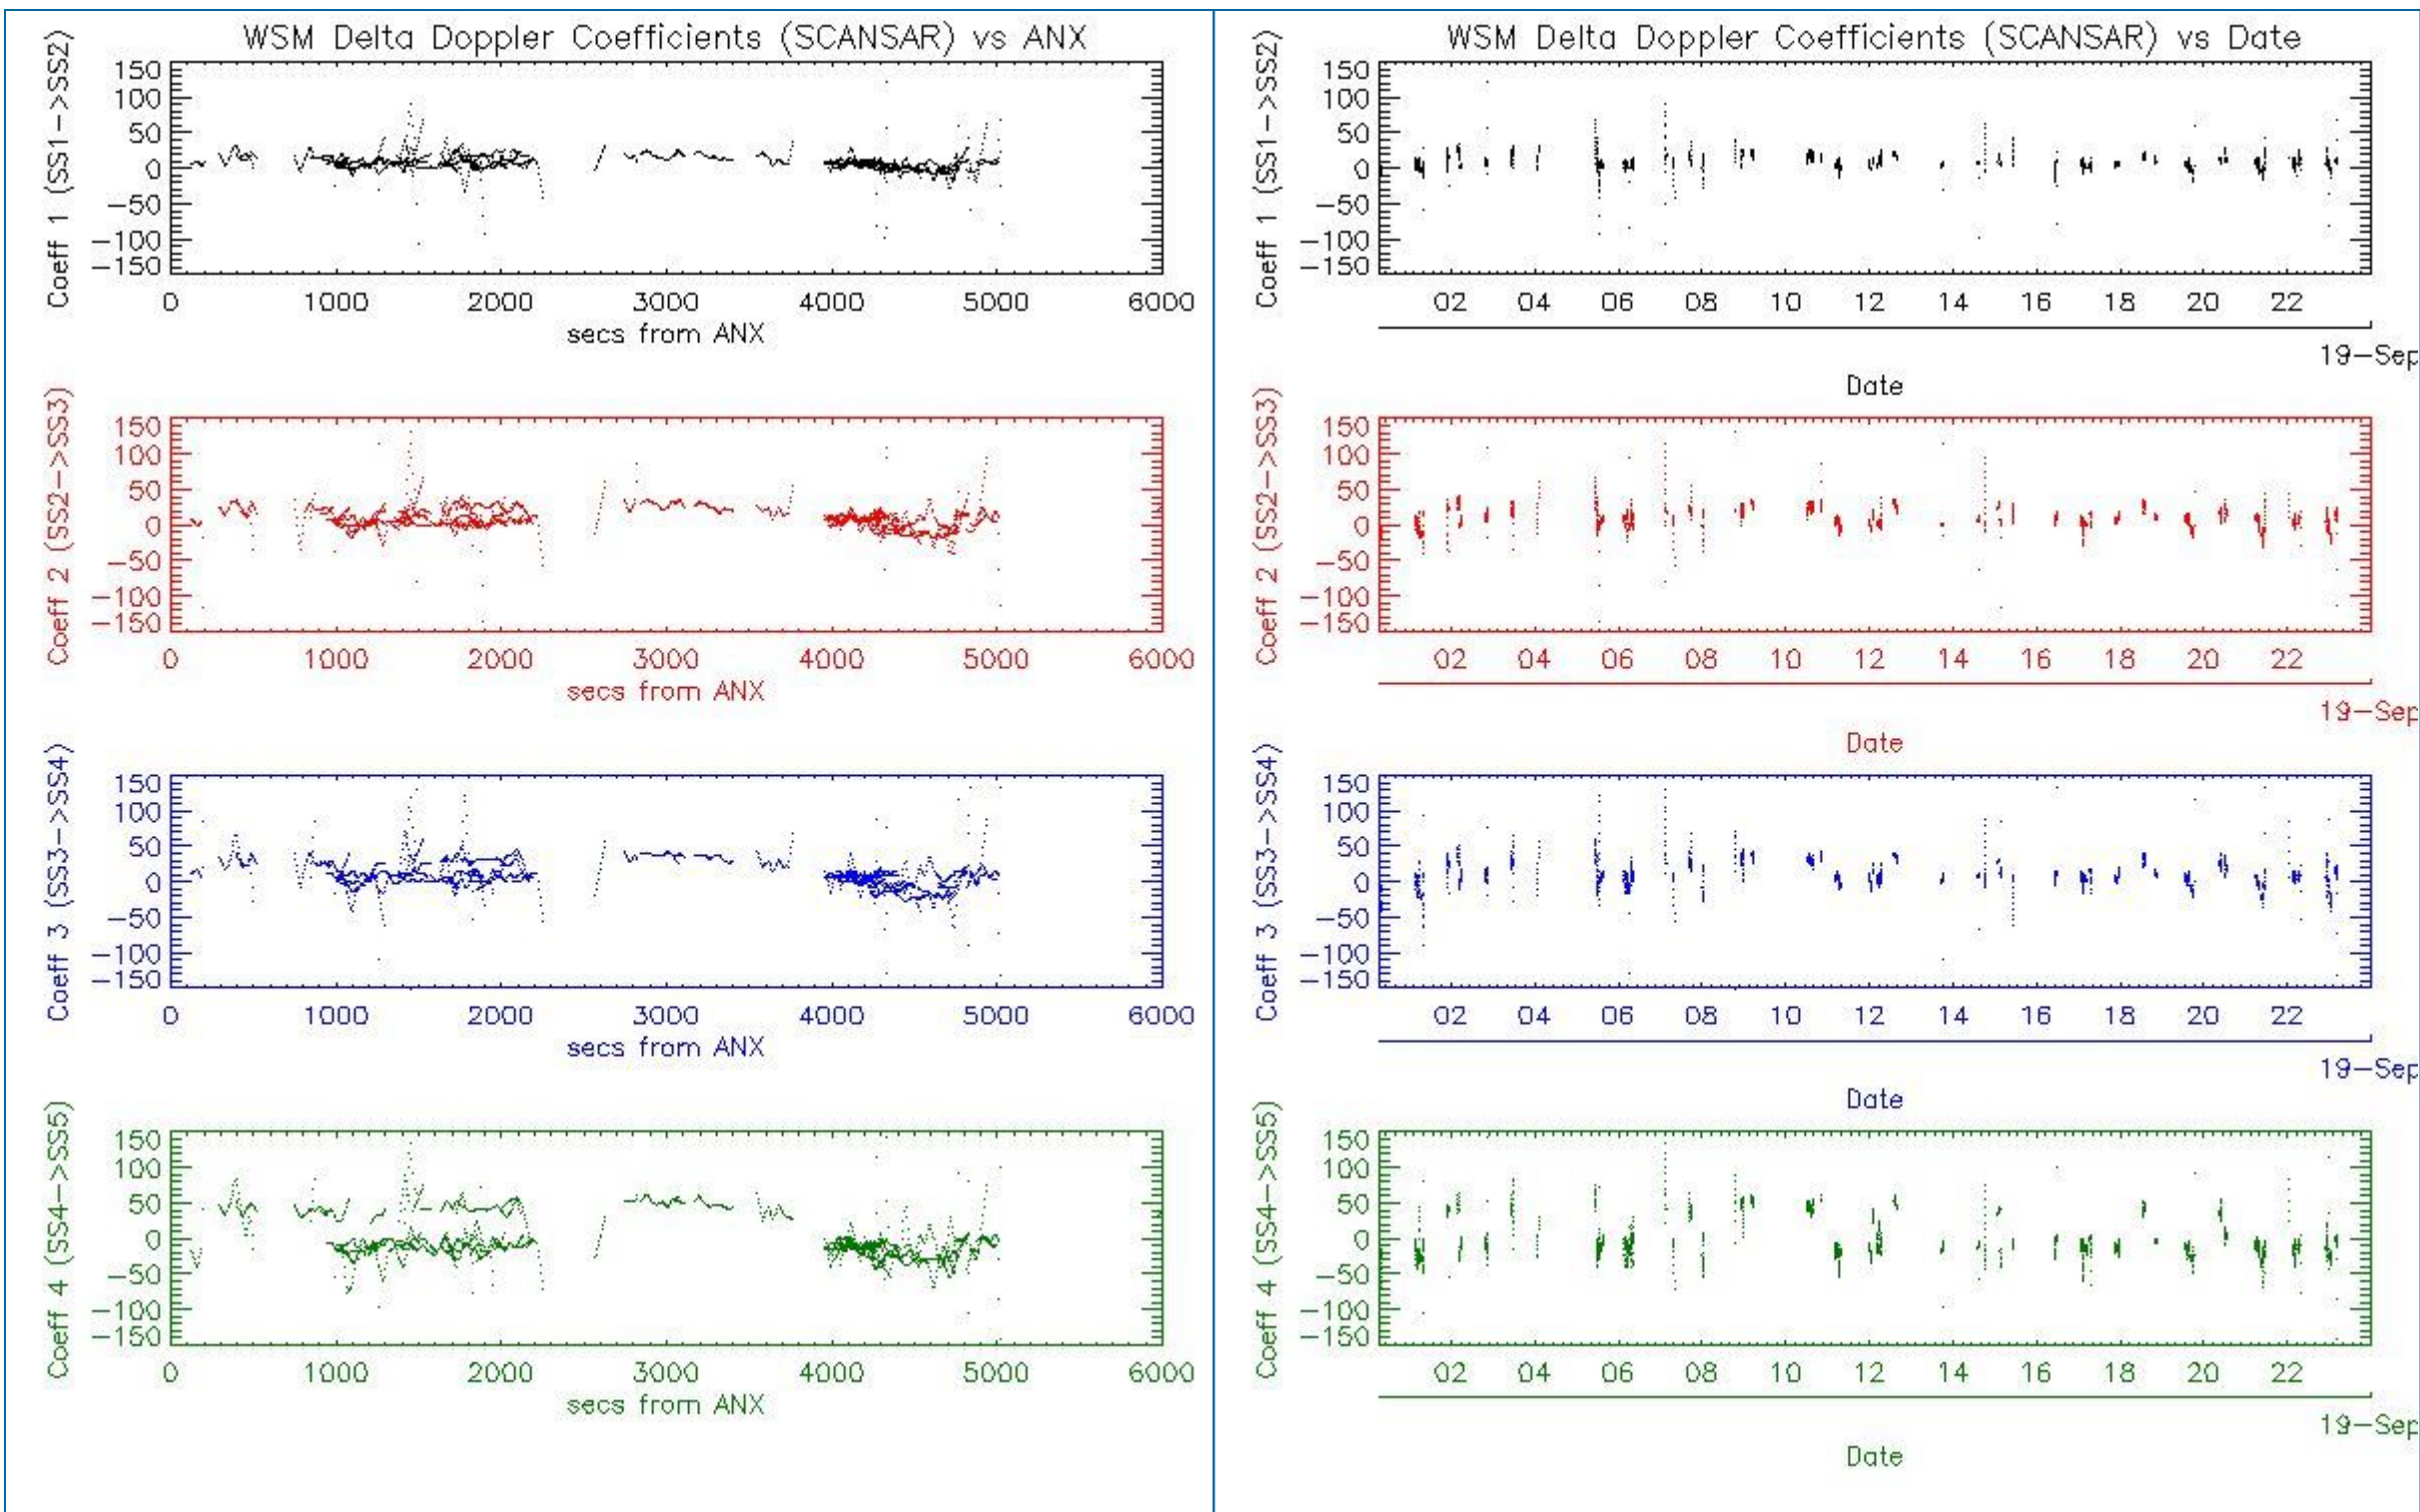 WSM Delta Doppler Coefficients (SCANSAR) vs ANX
Coeff 1 (SS1->SS2)
150
100
50
0
-50
-100
-150
0 1000 2000 3000 4000 5000 6000
secs from ANX
Coeff 2 (SS2->SS3)
150
100
50
0
-50
-100
-150
0 1000 2000 3000 4000 5000 6000
secs from ANX
Coeff 3 (SS3->SS4)
150
100
50
0
-50
-100
-150
0 1000 2000 3000 4000 5000 6000
secs from ANX
Coeff 4 (SS4->SS5)
150
100
50
0
-50
-100
-150
0 1000 2000 3000 4000 5000 6000
secs from ANX
WSM Delta Doppler Coefficients (SCANSAR) vs Date
Coeff 1 (SS1->SS2)
150
100
50
0
-50
-100
-150
02 04 06 08 10 12 14 16 18 20 22
19-Sep
Date
Coeff 2 (SS2->SS3)
150
100
50
0
-50
-100
-150
02 04 06 08 10 12 14 16 18 20 22
19-Sep
Date
Coeff 3 (SS3->SS4)
150
100
50
0
-50
-100
-150
02 04 06 08 10 12 14 16 18 20 22
19-Sep
Date
Coeff 4 (SS4->SS5)
150
100
50
0
-50
-100
-150
02 04 06 08 10 12 14 16 18 20 22
19-Sep
Date